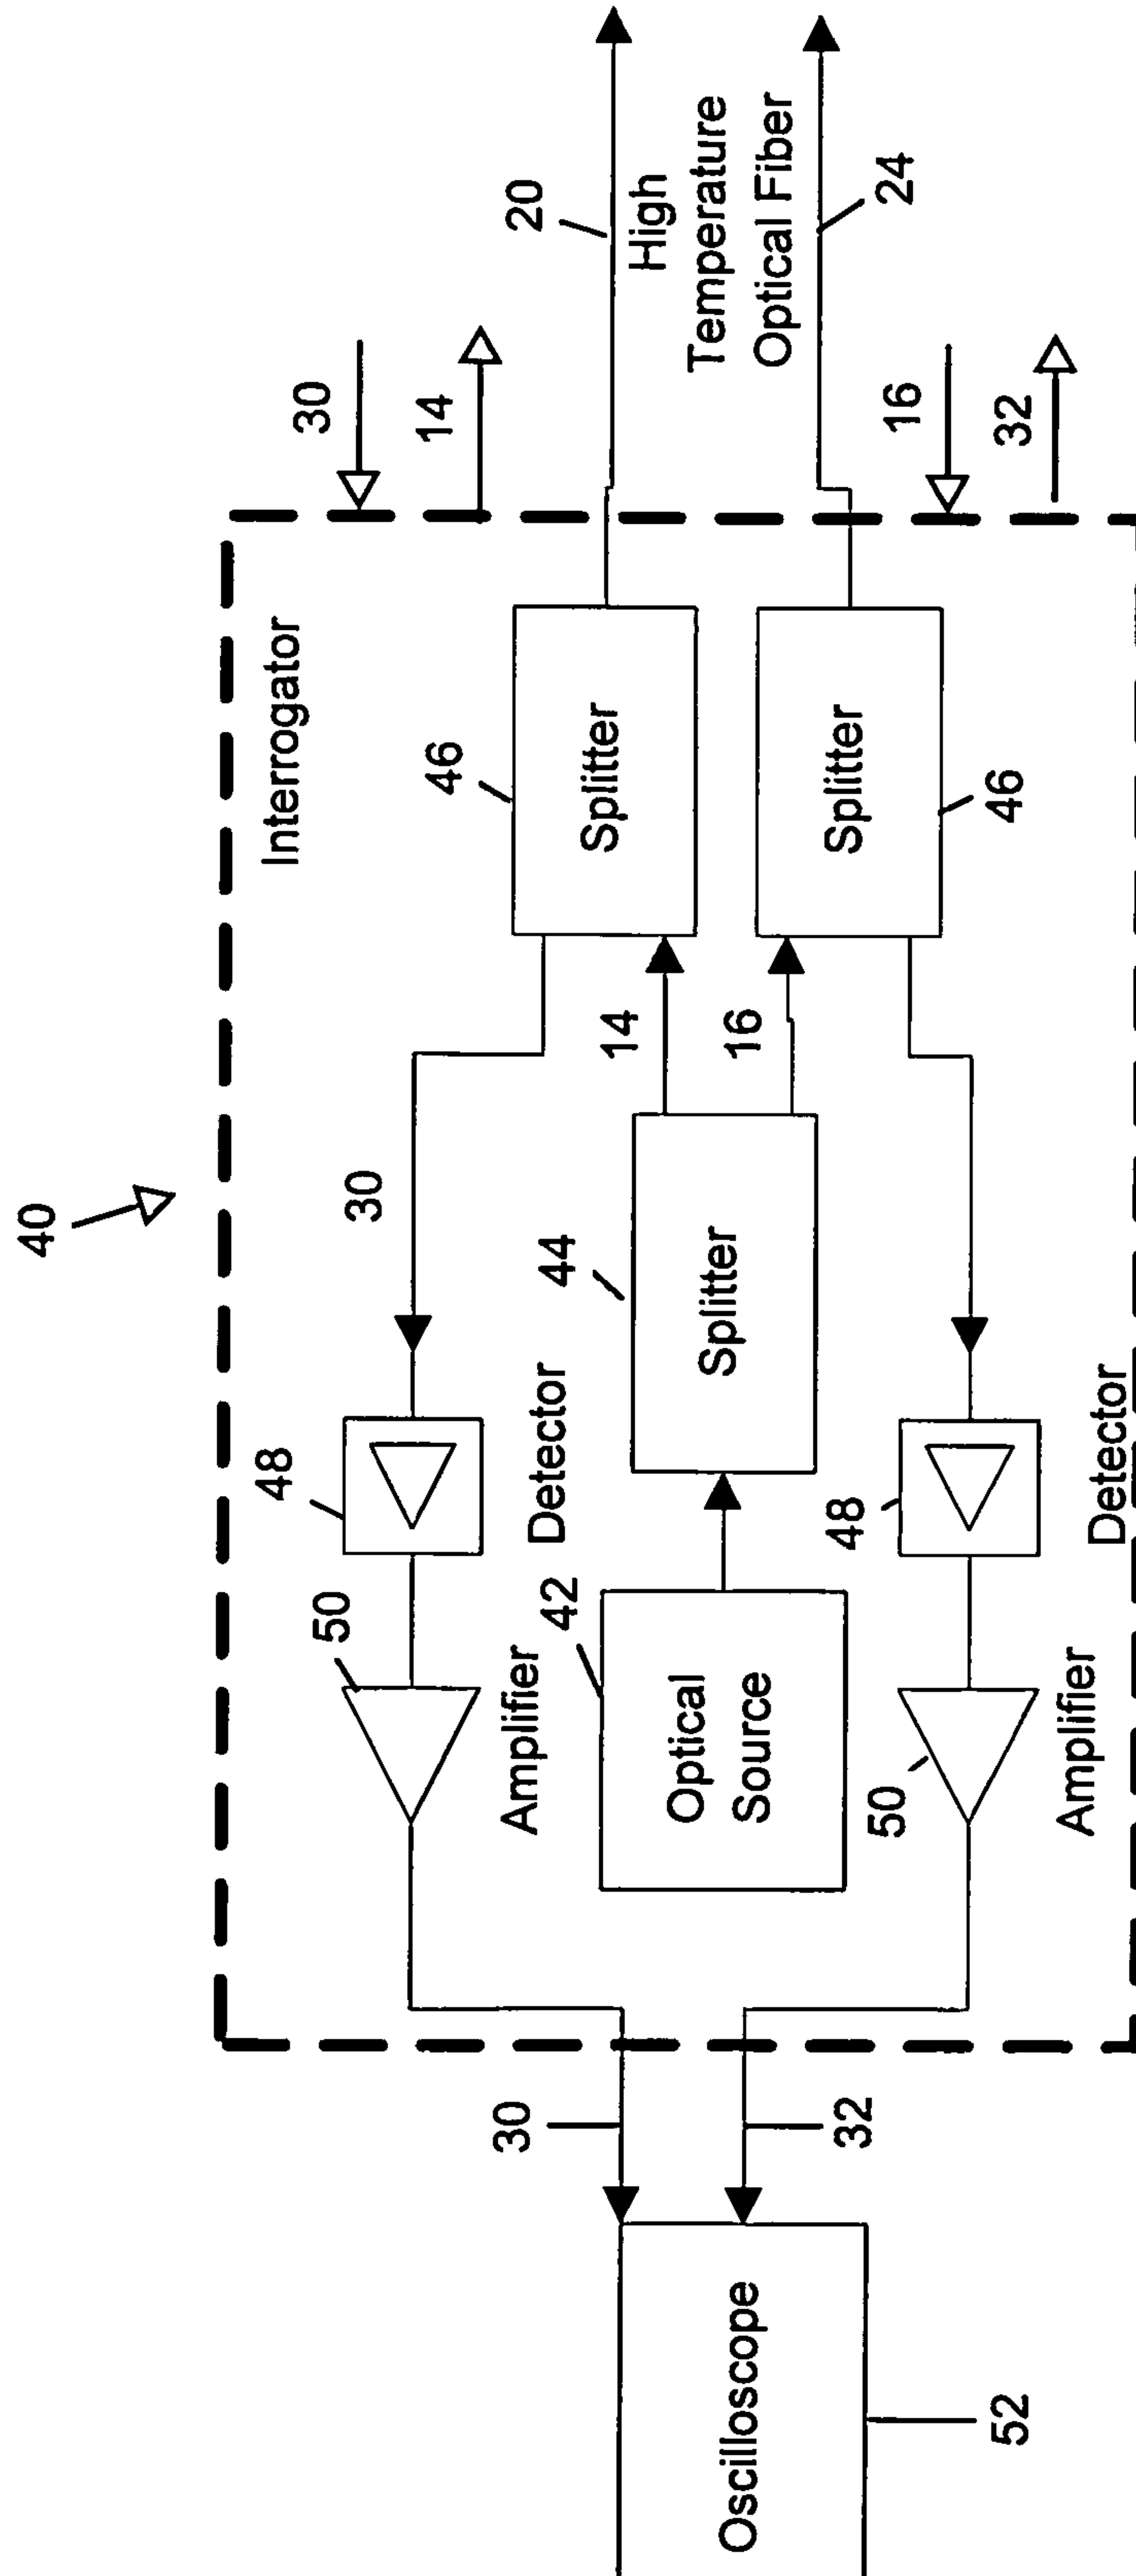 40
Interrogator
30
14
20
High
Temperature
Optical Fiber
24
16
32
46
Splitter
Splitter
46
30
14
16
44
Splitter
48
Detector
48
Detector
50
Amplifier
42
Optical
Source
50
Amplifier
30
32
Oscilloscope
52